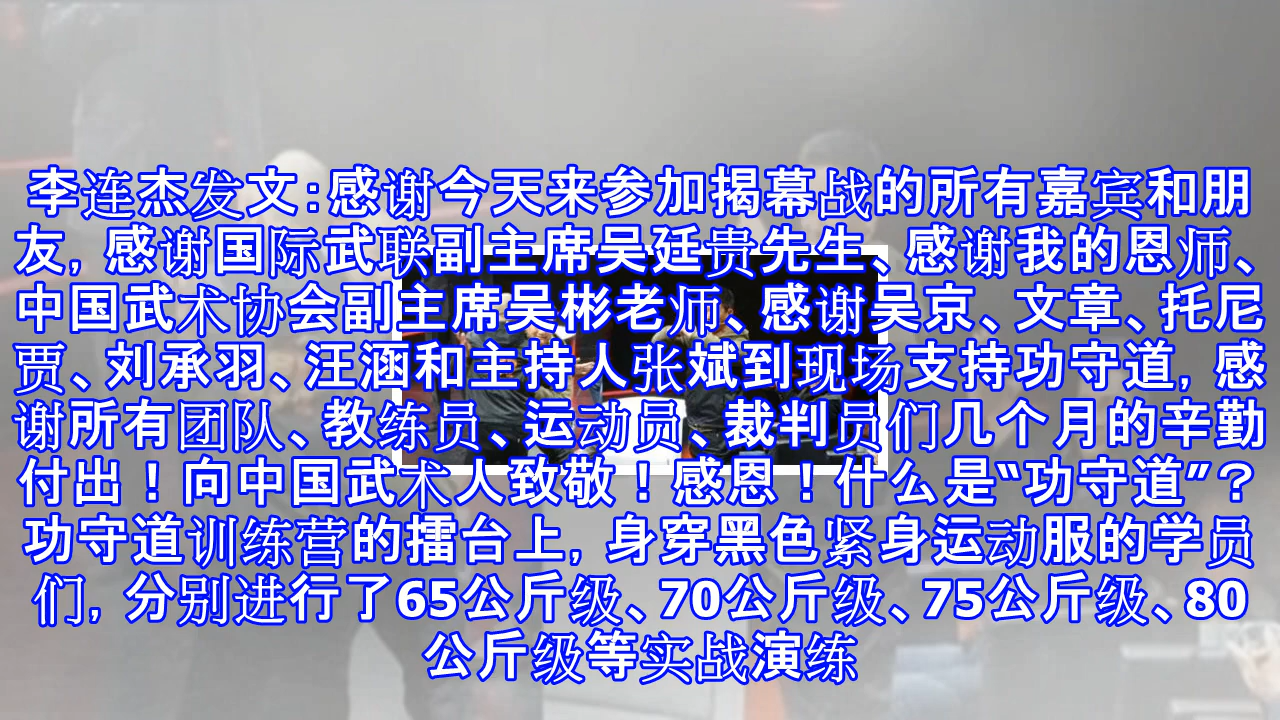 李连杰发文:感谢今天来参加揭幕战的所有嘉宾和朋
友,感谢国际武联副主席吴廷贵先生、感谢我的恩师、
中国武术协会副主席吴彬老师、感谢吴京、文章、托尼
贾、刘承羽、汪涵和主持人张斌到现场支持功守道,感
谢所有团队、教练员、运动员、裁判员们几个月的辛勤
付出！向中国武术人致敬！感恩！什么是“功守道”？
功守道训练营的擂台上,身穿黑色紧身运动服的学员
们,分别进行了65公斤级、70公斤级、75公斤级、80
公斤级等实战演练